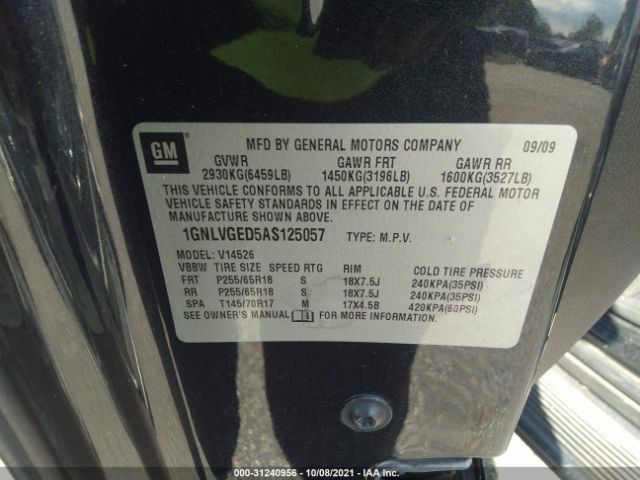 GM
MFD BY GENERAL MOTORS COMPANY 09/09
GVWR GAWR FRT GAWR RR
2930KG(6459LB) 1450KG(3196LB) 1600KG(3527LB)
THIS VEHICLE CONFORMS TO ALL APPLICABLE U.S. FEDERAL MOTOR
VEHICLE SAFETY STANDARDS IN EFFECT ON THE DATE OF
MANUFACTURE SHOWN ABOVE.
1GNLVGED5AS125057 TYPE: M.P.V.
MODEL: V14526
VBBW TIRE SIZE SPEED RTG RIM COLD TIRE PRESSURE
FRT P255/65R18 S 18X7.5J 240KPA(35PSI)
RR P255/65R18 S 18X7.5J 240KPA(35PSI)
SPA T145/70R17 M 17X4.5B 420KPA(60PSI)
SEE OWNER'S MANUAL FOR MORE INFORMATION.
000-31240956 - 10/08/2021 - IAA Inc.